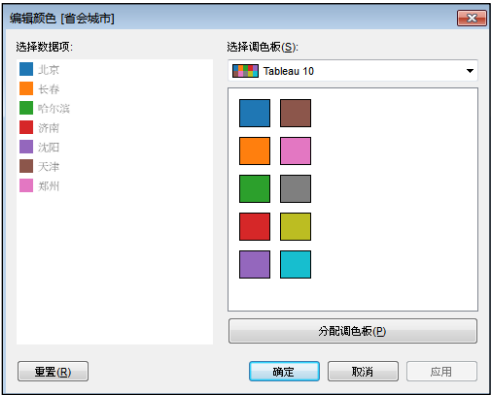 编辑颜色 [省会城市]
选择数据项:
选择调色板(S):
北京
长春
哈尔滨
济南
沈阳
天津
郑州
Tableau 10
分配调色板(P)
重置(R)
确定
取消
应用